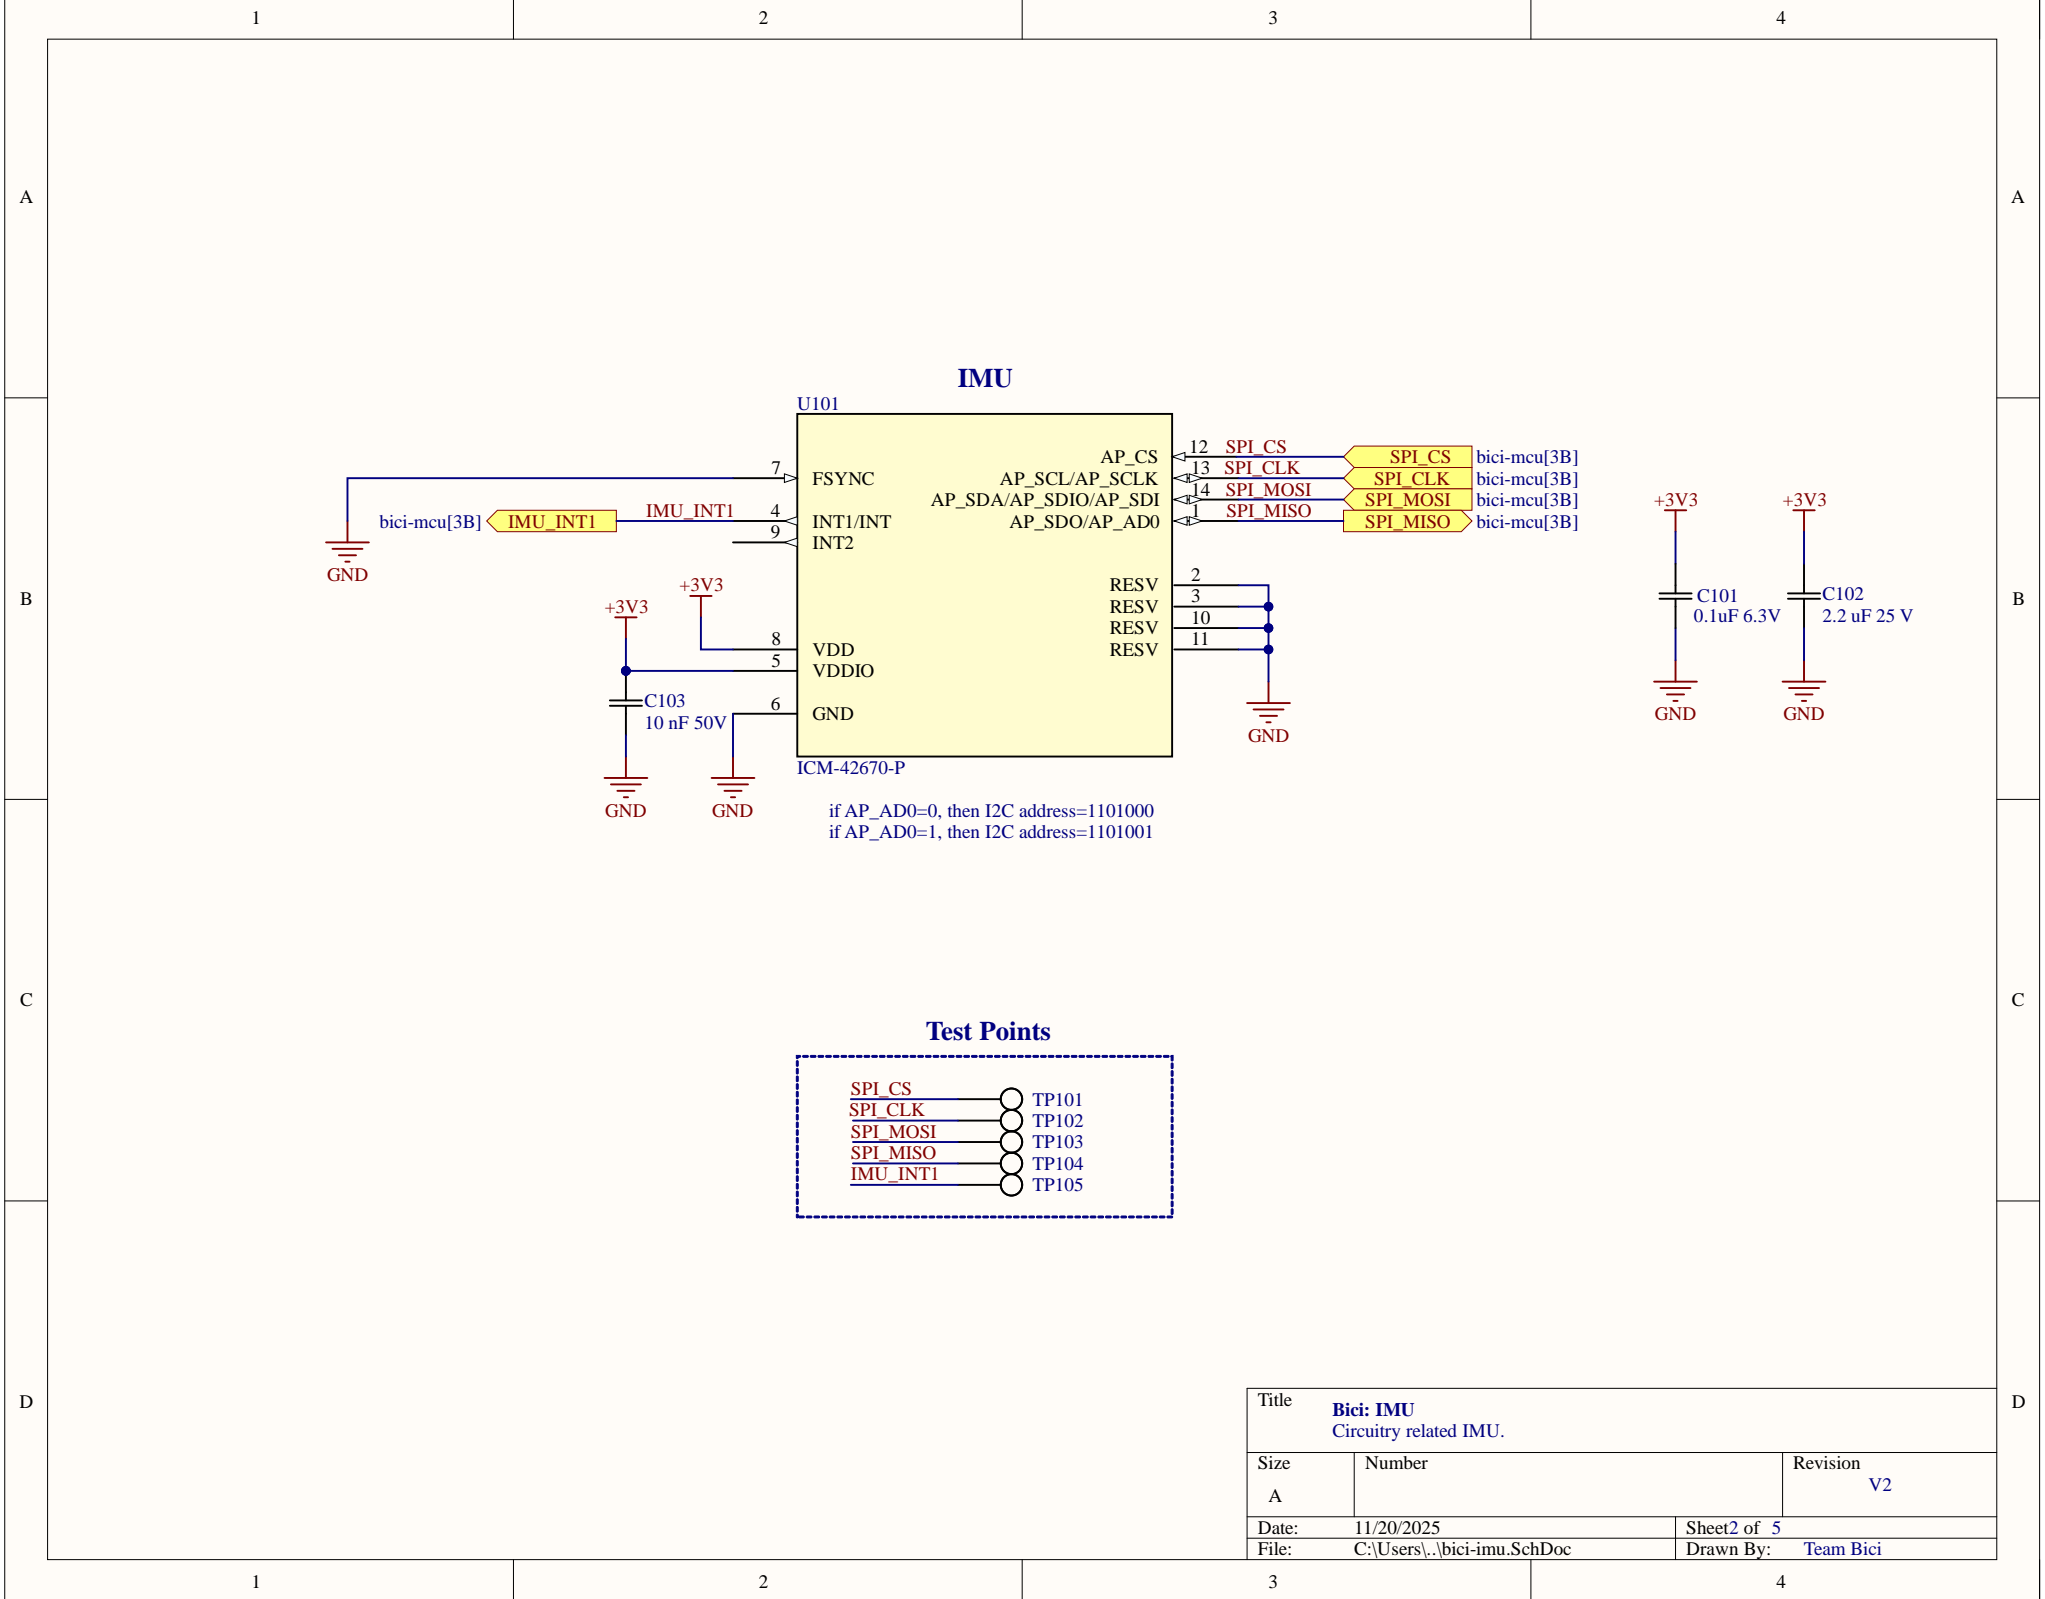 1 2 3 4
A A
IMU
U101
7 FSYNC
bici-mcu[3B] IMU_INT1 IMU_INT1 4 INT1/INT
9 INT2
GND
+3V3
+3V3
8 VDD
5 VDDIO
C103
10 nF 50V
6 GND
GND GND
AP_CS 12 SPI_CS SPI_CS bici-mcu[3B]
AP_SCL/AP_SCLK 13 SPI_CLK SPI_CLK bici-mcu[3B]
AP_SDA/AP_SDIO/AP_SDI 14 SPI_MOSI SPI_MOSI bici-mcu[3B]
AP_SDO/AP_AD0 1 SPI_MISO SPI_MISO bici-mcu[3B]
RESV 2
RESV 3
RESV 10
RESV 11
GND
ICM-42670-P
if AP_AD0=0, then I2C address=1101000
if AP_AD0=1, then I2C address=1101001
+3V3 +3V3
C101 C102
0.1uF 6.3V 2.2 uF 25 V
GND GND
B B
C C
Test Points
SPI_CS TP101
SPI_CLK TP102
SPI_MOSI TP103
SPI_MISO TP104
IMU_INT1 TP105
D D
Title Bici: IMU
Circuitry related IMU.
Size Number Revision
A V2
Date: 11/20/2025 Sheet2 of 5
File: C:\Users\..\bici-imu.SchDoc Drawn By: Team Bici
1 2 3 4